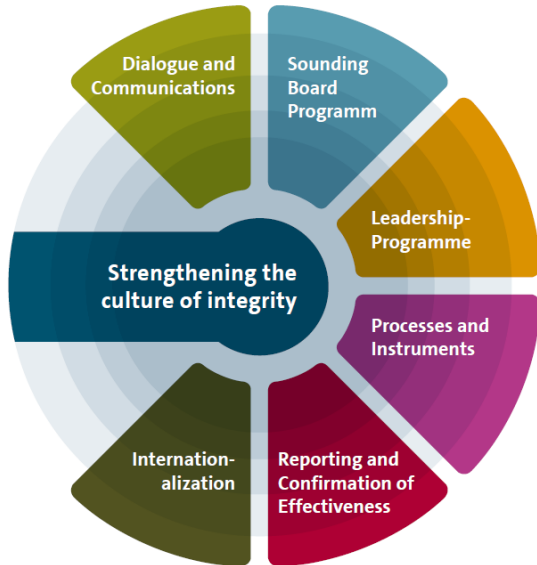 Dialogue and
Communications
Sounding
Board
Programm
Leadership-
Programme
Strengthening the
culture of integrity
Processes and
Instruments
Internation-
alization
Reporting and
Confirmation of
Effectiveness